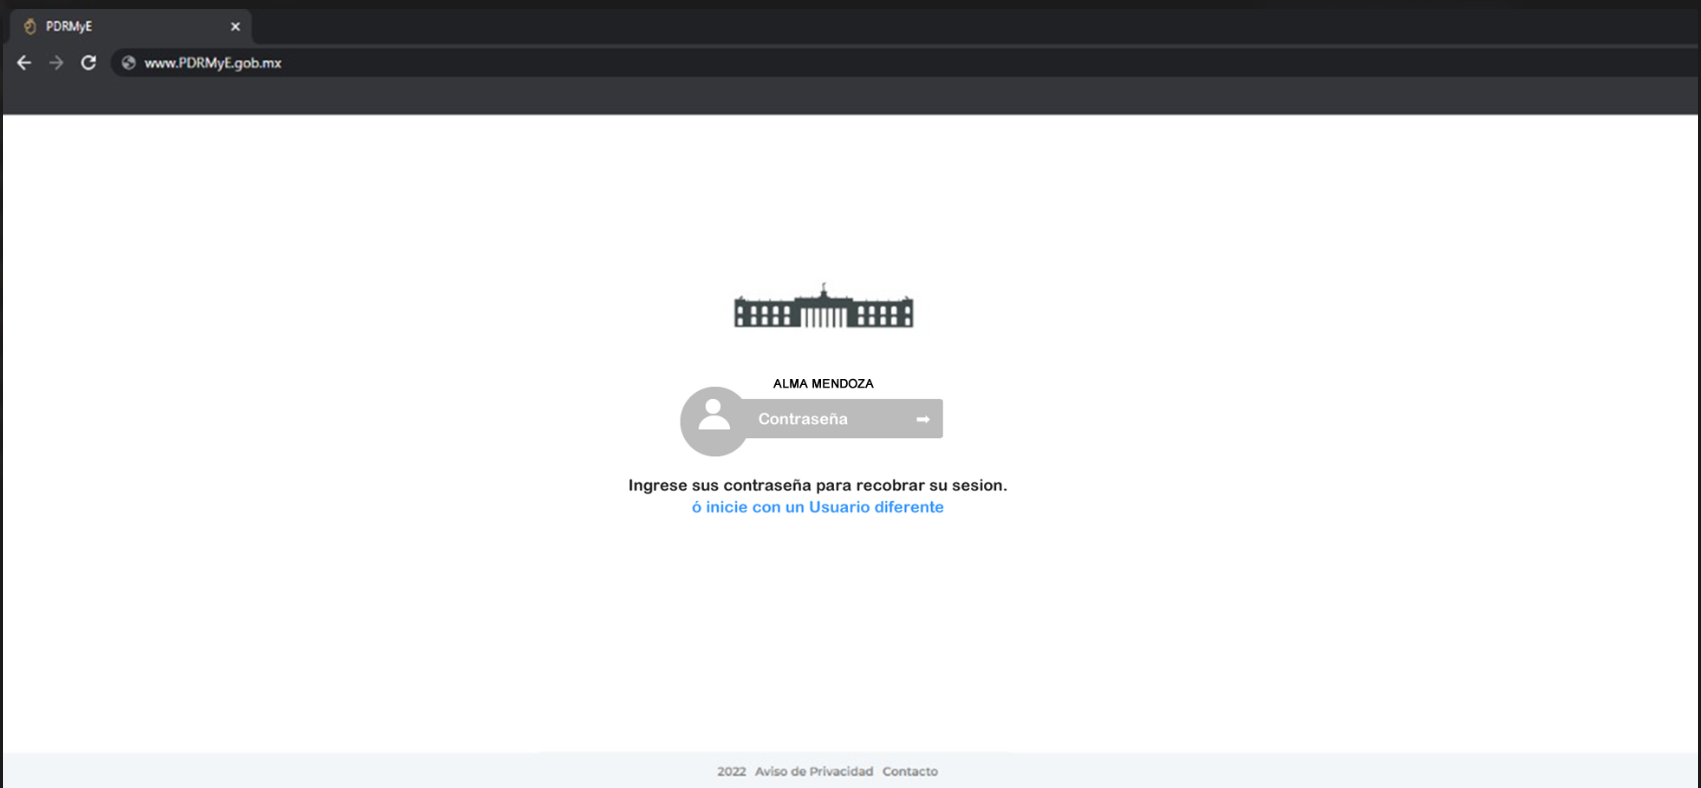 PDRMyE
www.PDRMyE.gob.mx
ALMA MENDOZA
Contraseña
Ingrese sus contraseña para recobrar su sesion.
ó inicie con un Usuario diferente
2022 Aviso de Privacidad Contacto